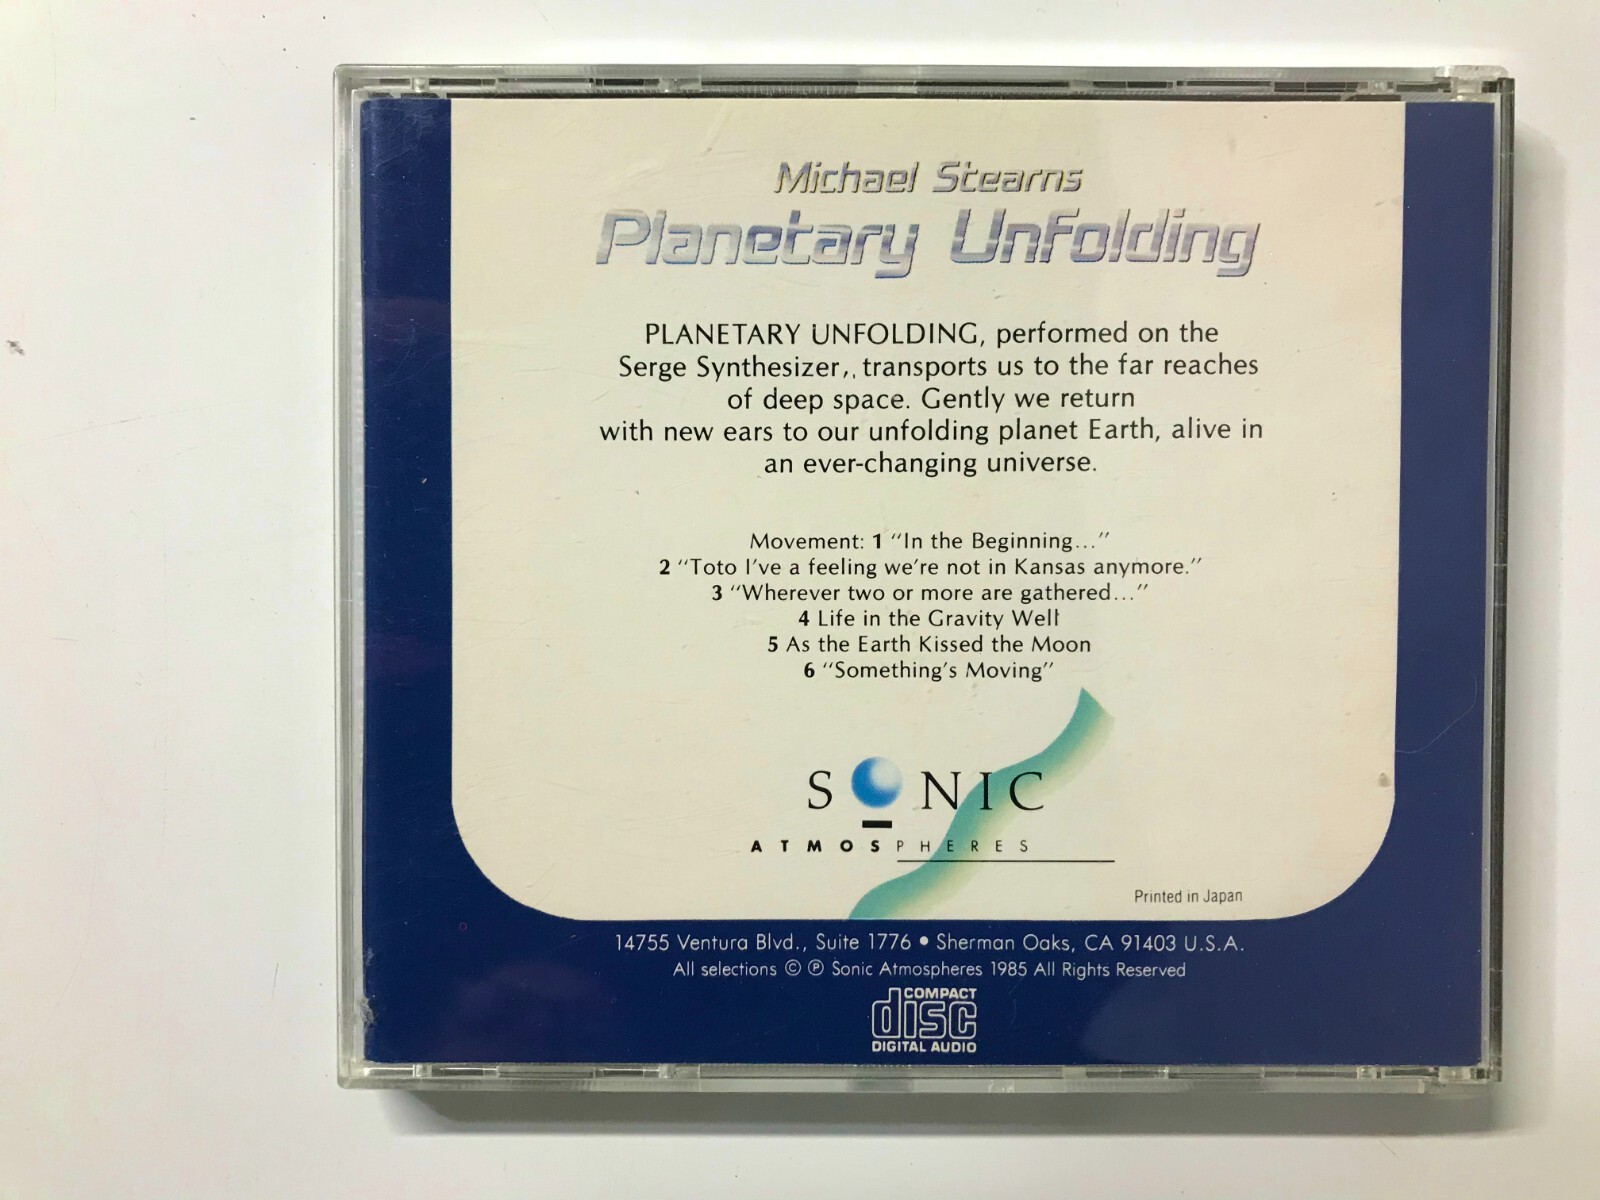 Michael Stearns
Planetary Unfolding
PLANETARY UNFOLDING, performed on the
Serge Synthesizer,. transports us to the far reaches
of deep space. Gently we return
with new ears to our unfolding planet Earth, alive in
an ever-changing universe.
Movement: 1 “In the Beginning...”
2 “Toto I've a feeling we're not in Kansas anymore.”
3 “Wherever two or more are gathered...”
4 Life in the Gravity Well
5 As the Earth Kissed the Moon
6 “Something's Moving”
SONIC
ATMOSPHERES
Printed in Japan
14755 Ventura Blvd., Suite 1776 • Sherman Oaks, CA 91403 U.S.A.
All selections © ℗ Sonic Atmospheres 1985 All Rights Reserved
COMPACT
disc
DIGITAL AUDIO